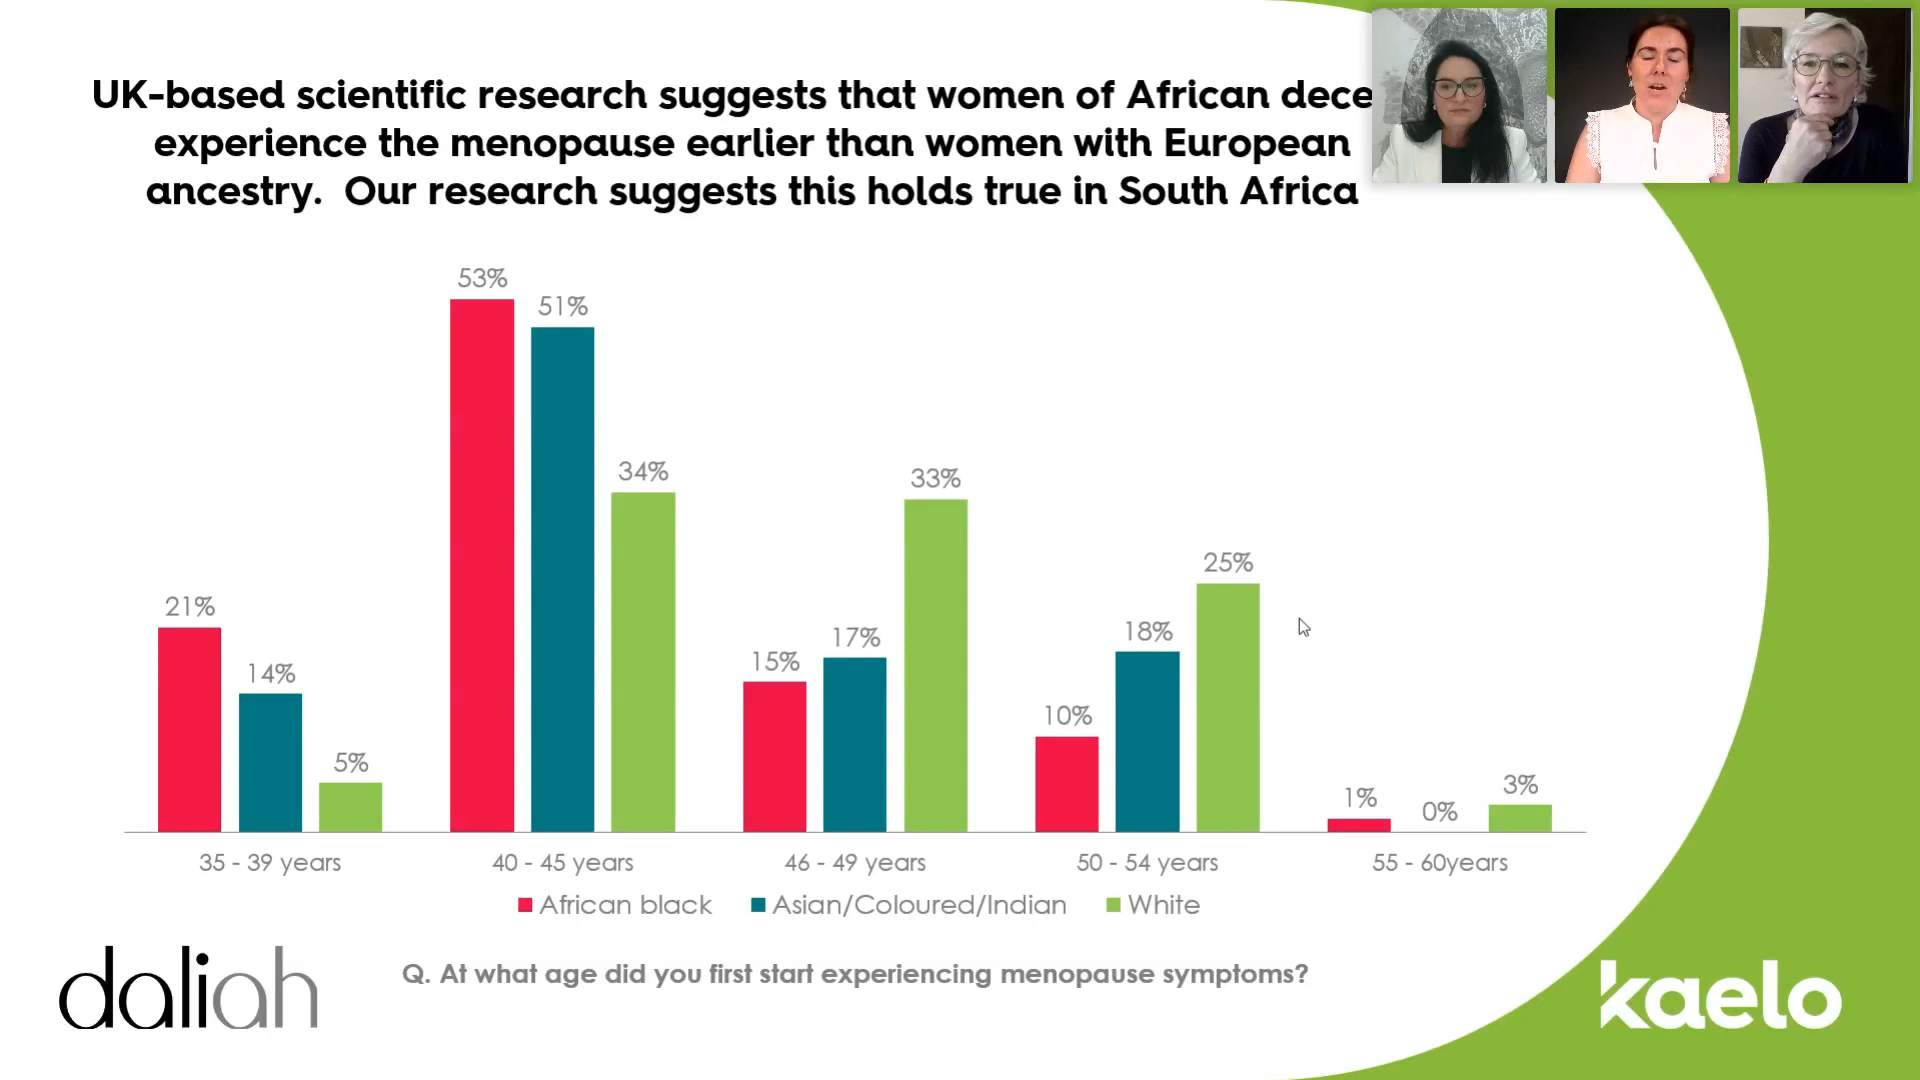 UK-based scientific research suggests that women of African dece
experience the menopause earlier than women with European
ancestry.  Our research suggests this holds true in South Africa
53%
51%
34%
33%
25%
21%
14%
5%
15%
17%
10%
18%
1%
0%
3%
35 - 39 years
40 - 45 years
46 - 49 years
50 - 54 years
55 - 60years
African black
Asian/Coloured/Indian
White
Q. At what age did you first start experiencing menopause symptoms?
daliah
kaelo